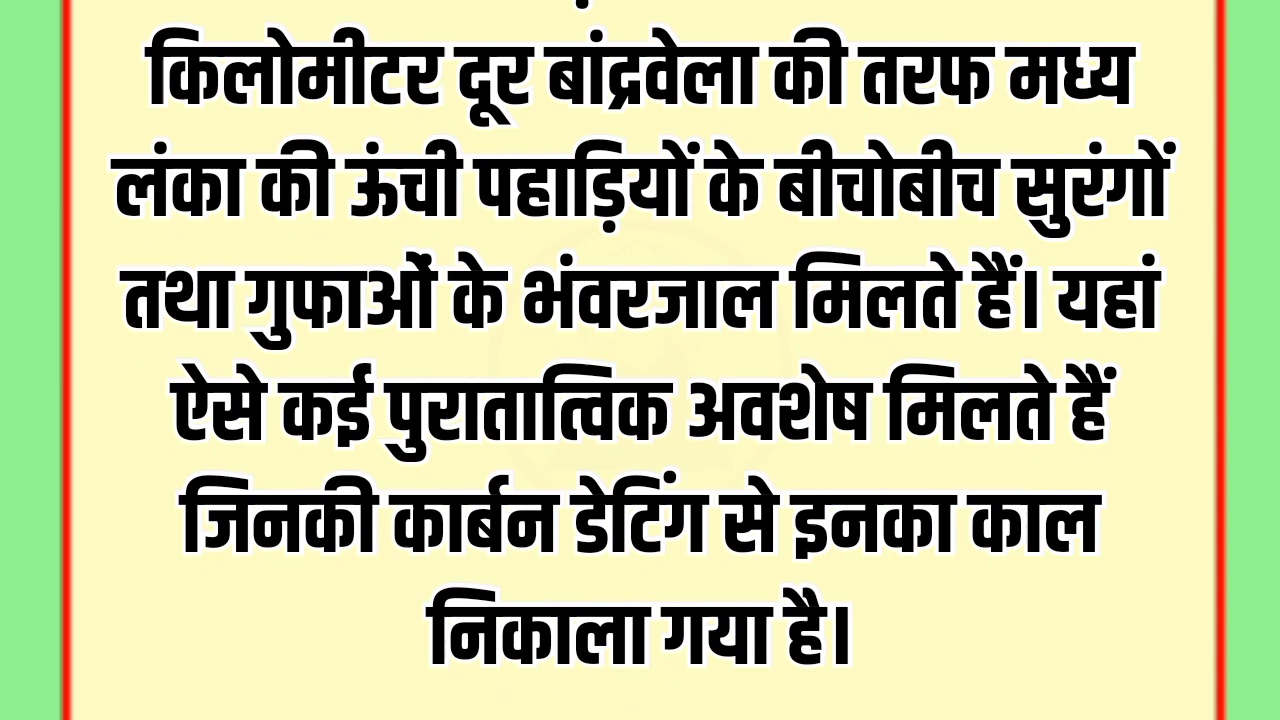 किलोमीटर दूर बांद्रवेला की तरफ मध्य
लंका की ऊंची पहाड़ियों के बीचोबीच सुरंगों
तथा गुफाओं के भंवरजाल मिलते हैं। यहां
ऐसे कई पुरातात्विक अवशेष मिलते हैं
जिनकी कार्बन डेटिंग से इनका काल
निकाला गया है।